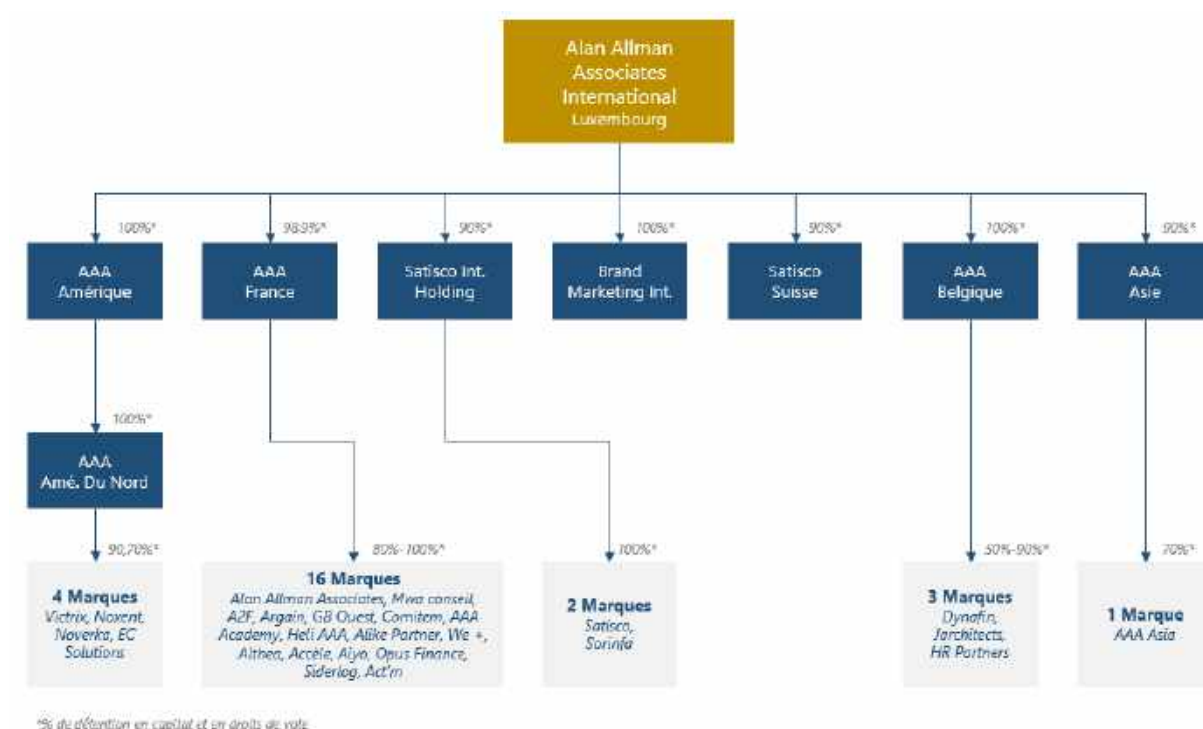 Alan Allman
Associates
International
Luxembourg
100%*
98.9%*
90%*
100%*
90%*
100%*
90%*
AAA
Amérique
AAA
France
Satisco Int.
Holding
Brand
Marketing Int.
Satisco
Suisse
AAA
Belgique
AAA
Asie
100%*
AAA
Amé. Du Nord
90,70%*
80%-100%*
100%*
50%-90%*
70%*
4 Marques
Victrix, Noxent,
Noverka, EC
Solutions
16 Marques
Alan Allman Associates, Mwa conseil,
A2F, Argain, GB Ouest, Comitem, AAA
Academy, Heli AAA, Alike Partner, We +,
Althea, Accele, Aiyo, Opus Finance,
Siderlog, Act'm
2 Marques
Satisco,
Sorinfa
3 Marques
Dynafin,
Jarchitects,
HR Partners
1 Marque
AAA Asia
*% de détention en capital et en droits de vote